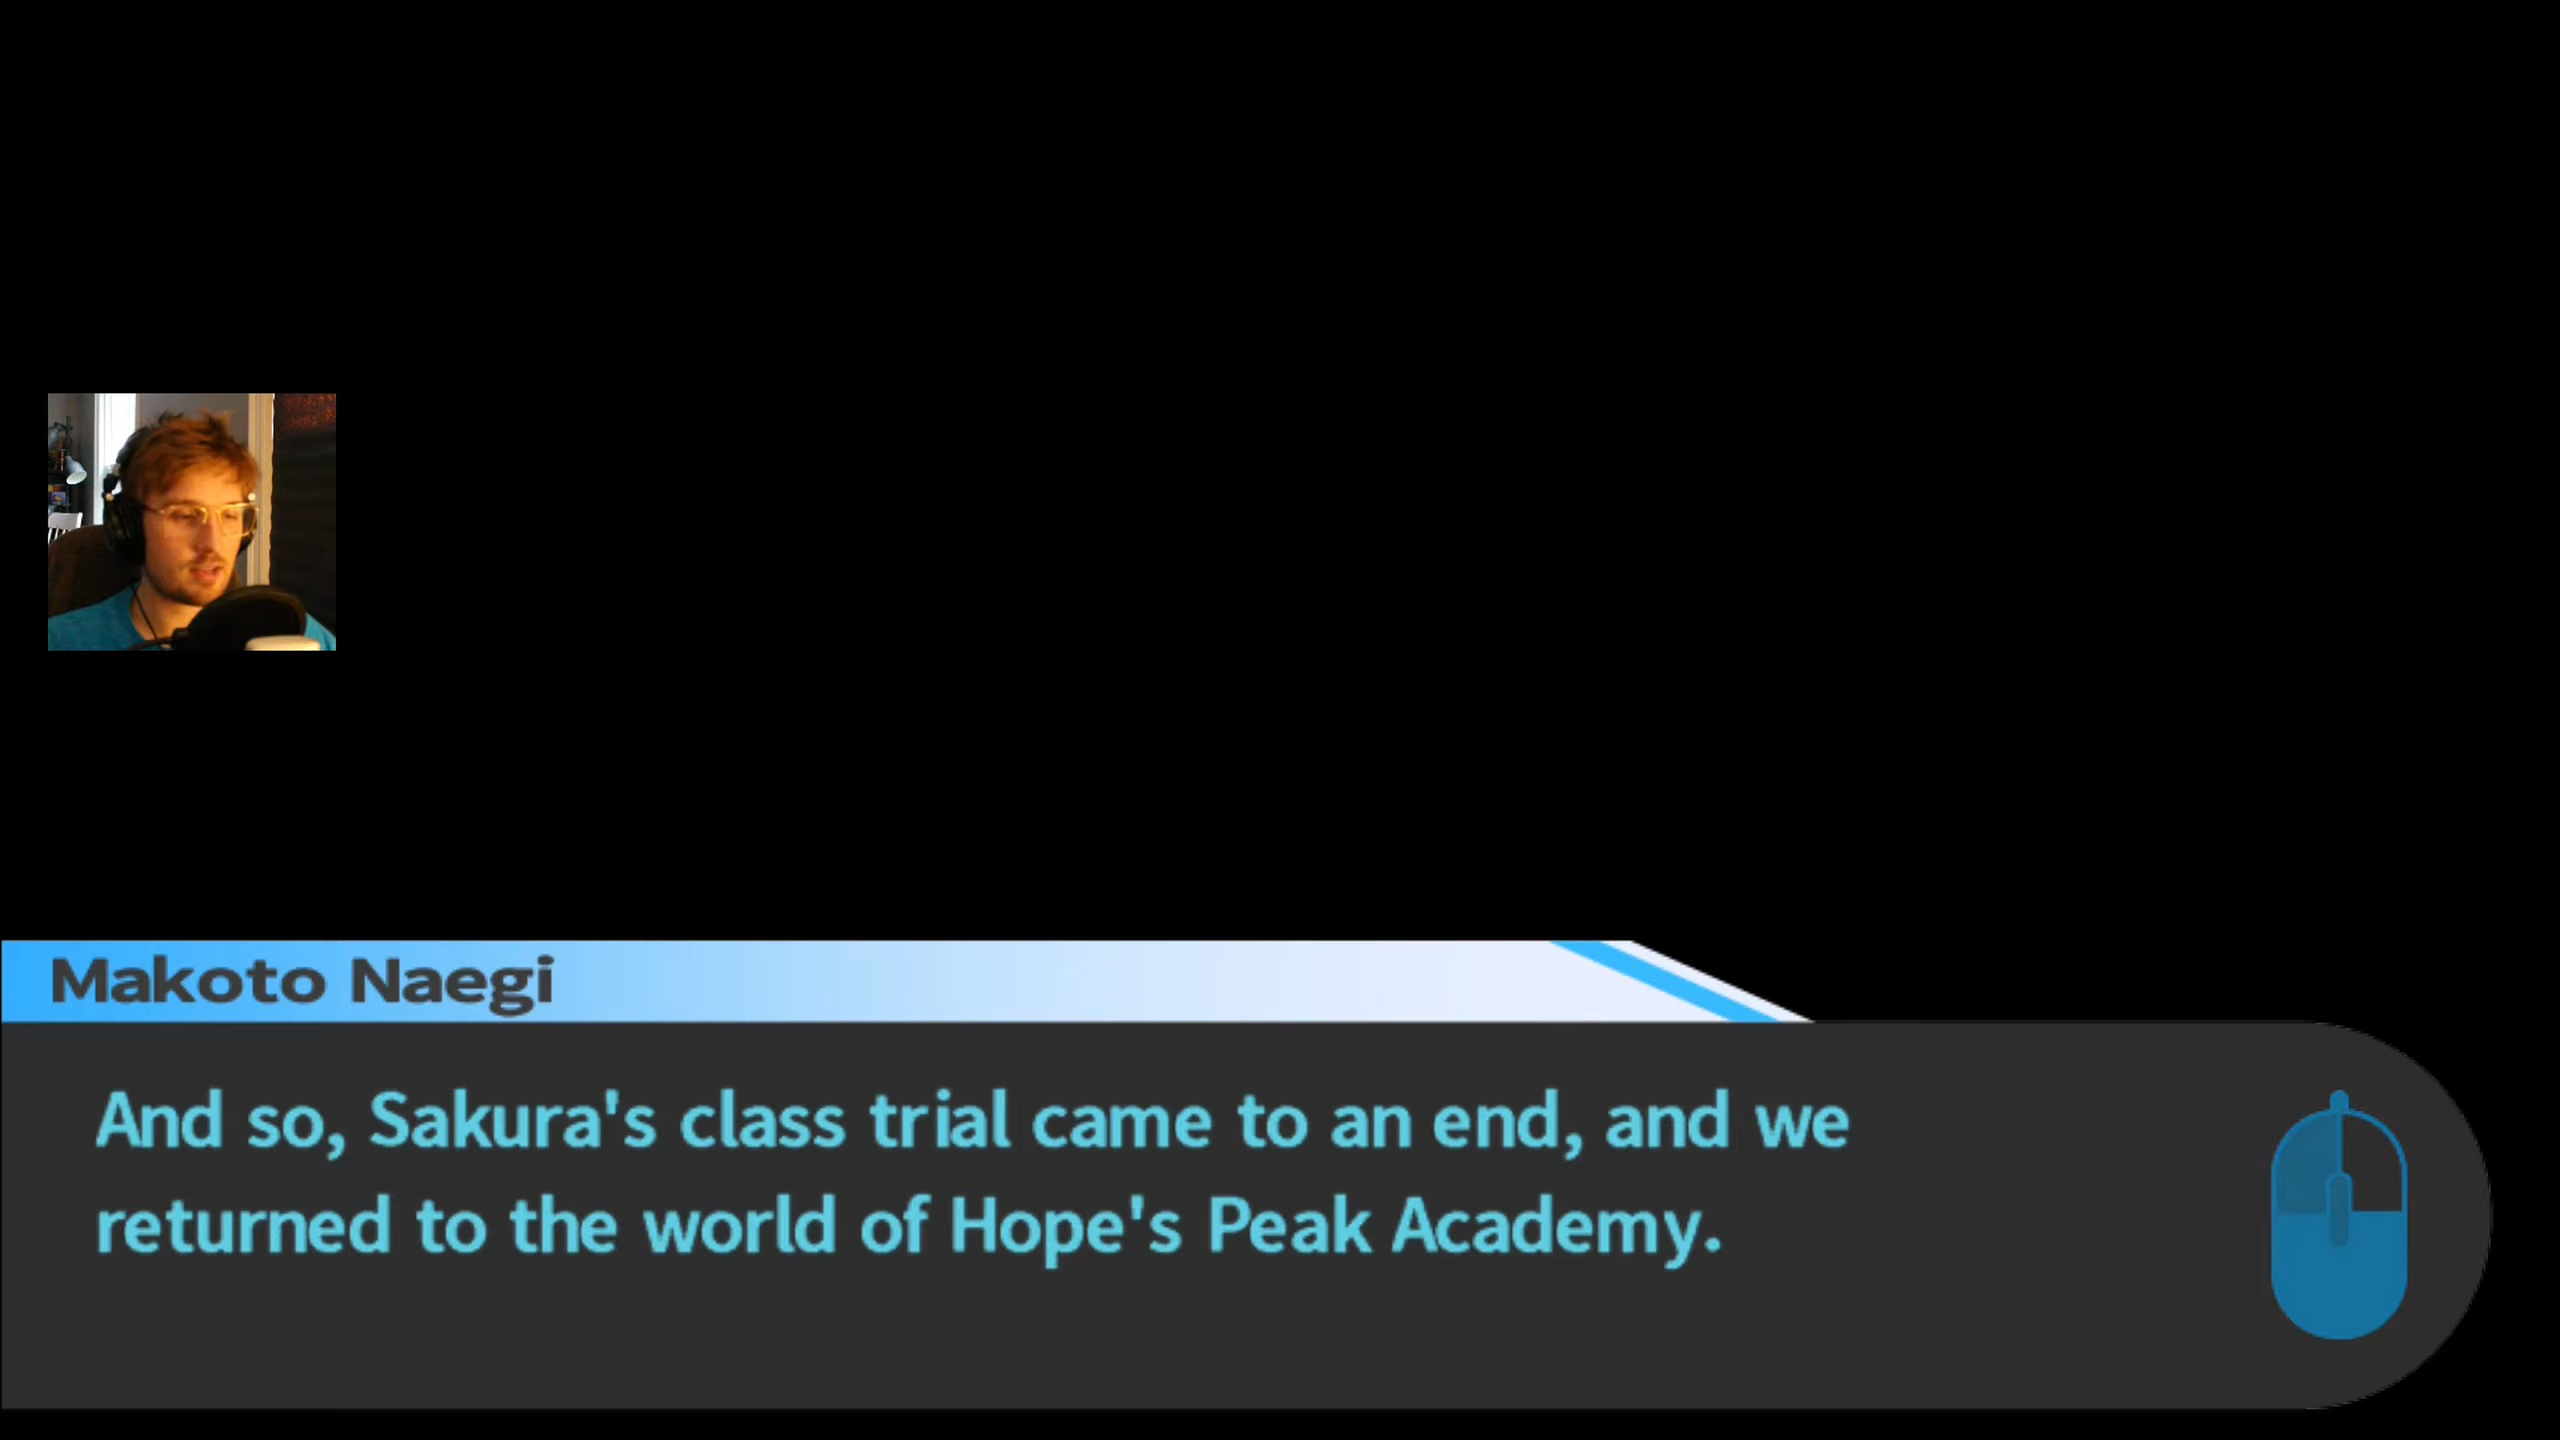 Makoto Naegi
And so, Sakura's class trial came to an end, and we
returned to the world of Hope's Peak Academy.